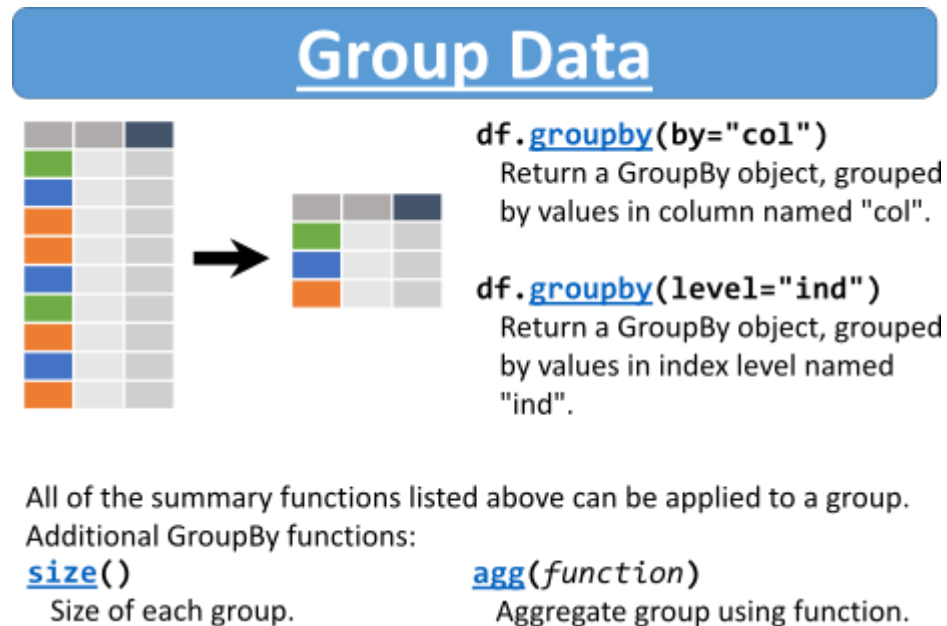 Group Data
df.groupby(by="col")
Return a GroupBy object, grouped
by values in column named "col".
df.groupby(level="ind")
Return a GroupBy object, grouped
by values in index level named
"ind".
All of the summary functions listed above can be applied to a group.
Additional GroupBy functions:
size()
Size of each group.
agg(function)
Aggregate group using function.